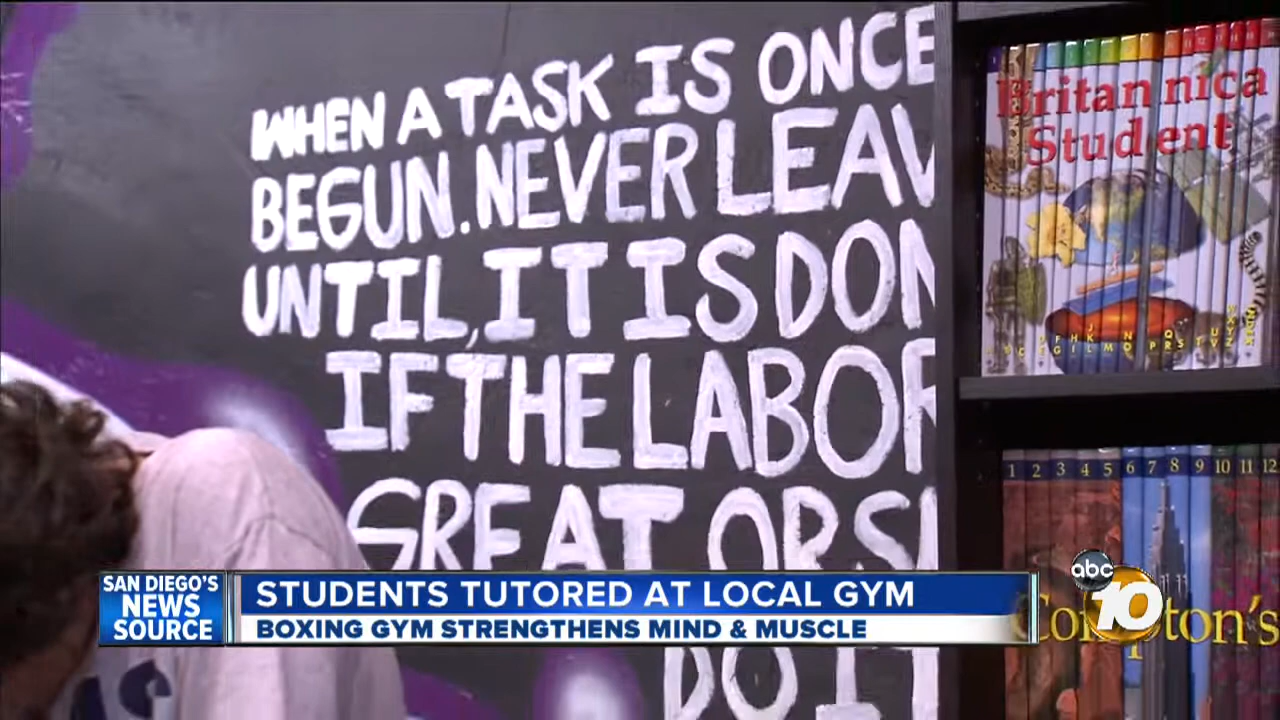 WHEN A TASK IS ONCE
BEGUN. NEVER LEAV
UNTIL, IT IS DON
IF THE LABOR
GREAT OR S
DO IT
Britannica
Student
1 2 3 4 5 6 7 8 9 10 11 12
Compton's
SAN DIEGO'S
NEWS
SOURCE
STUDENTS TUTORED AT LOCAL GYM
BOXING GYM STRENGTHENS MIND & MUSCLE
abc
10